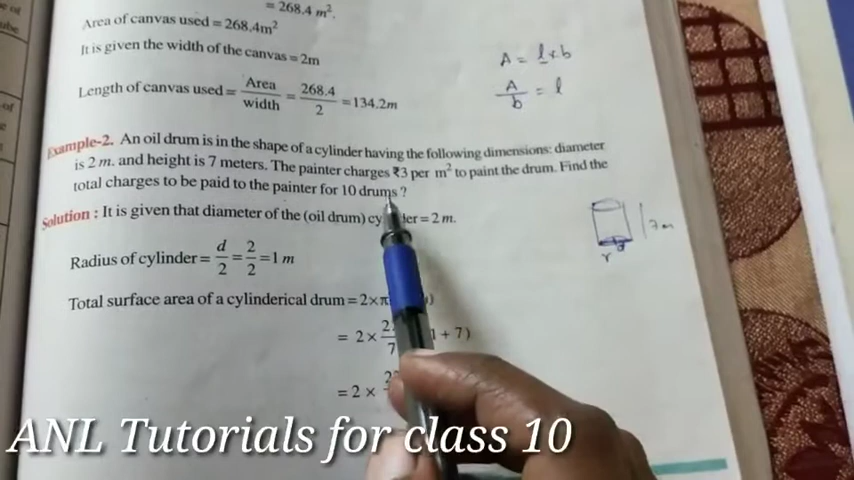 = 268.4 m².
Area of canvas used = 268.4m²
It is given the width of the canvas = 2m
Length of canvas used = Area/width = 268.4/2 = 134.2m
A = l × b
A/b = l
Example-2. An oil drum is in the shape of a cylinder having the following dimensions: diameter
is 2 m. and height is 7 meters. The painter charges ₹3 per m² to paint the drum. Find the
total charges to be paid to the painter for 10 drums ?
Solution : It is given that diameter of the (oil drum) cy der = 2 m.
Radius of cylinder = d/2 = 2/2 = 1 m
7m
r
Total surface area of a cylinderical drum = 2×π
= 2 × 2 7 1 + 7)
= 2 × 2
ANL Tutorials for class 10